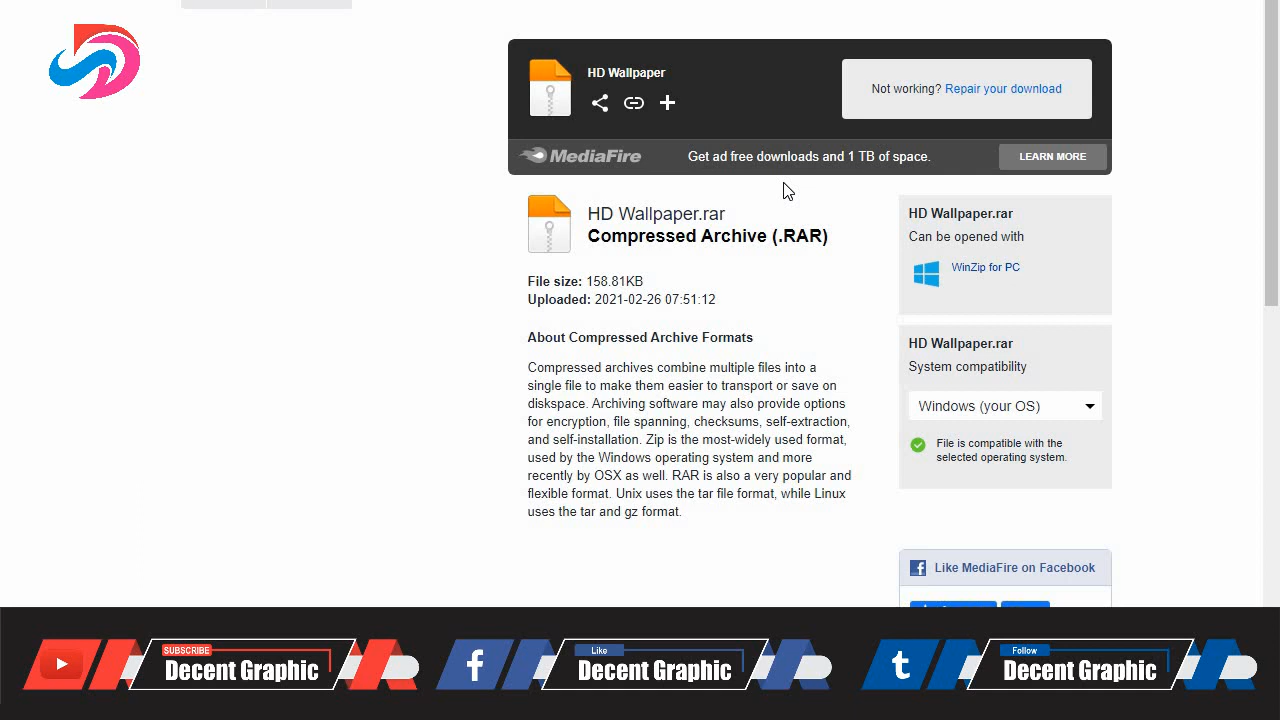 HD Wallpaper
Not working? Repair your download
MediaFire
Get ad free downloads and 1 TB of space.
LEARN MORE
HD Wallpaper.rar
Compressed Archive (.RAR)
File size: 158.81KB
Uploaded: 2021-02-26 07:51:12
About Compressed Archive Formats
Compressed archives combine multiple files into a
single file to make them easier to transport or save on
diskspace. Archiving software may also provide options
for encryption, file spanning, checksums, self-extraction,
and self-installation. Zip is the most-widely used format,
used by the Windows operating system and more
recently by OSX as well. RAR is also a very popular and
flexible format. Unix uses the tar file format, while Linux
uses the tar and gz format.
HD Wallpaper.rar
Can be opened with
WinZip for PC
HD Wallpaper.rar
System compatibility
Windows (your OS)
File is compatible with the
selected operating system.
Like MediaFire on Facebook
SUBSCRIBE
Decent Graphic
Like
Decent Graphic
Follow
Decent Graphic